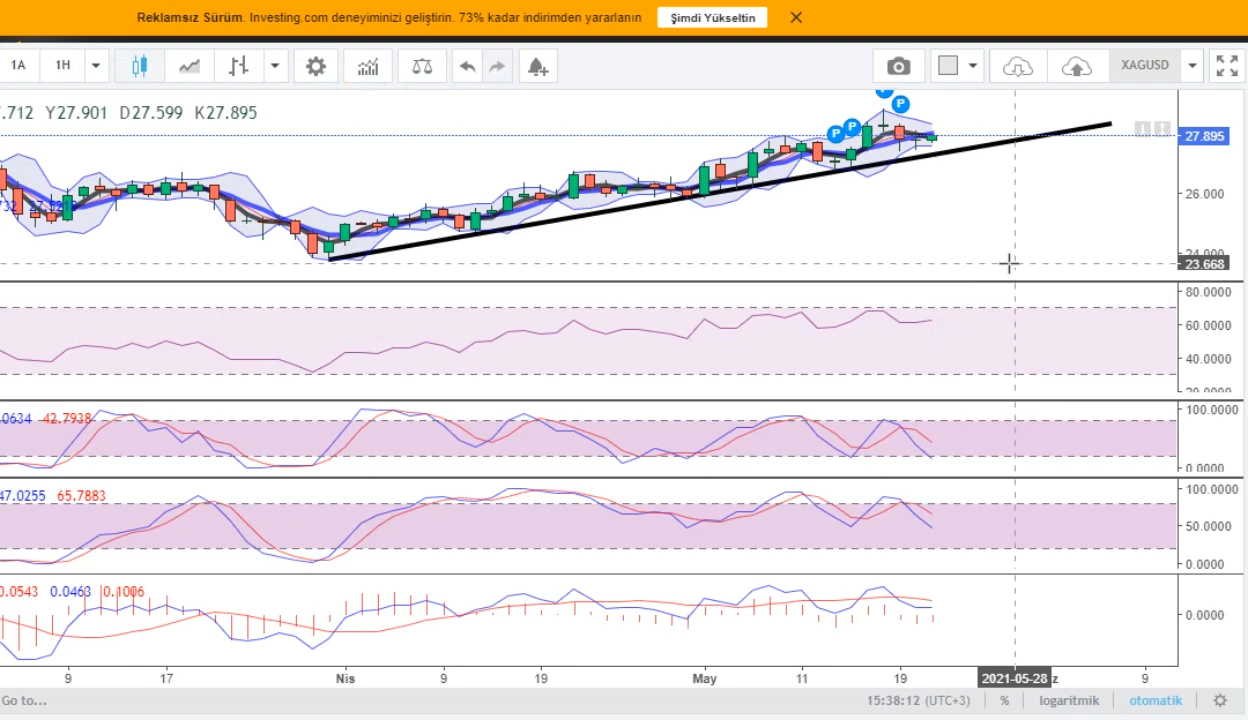 Reklamsız Sürüm. Investing.com deneyiminizi geliştirin. 73% kadar indirimden yararlanın Şimdi Yükseltin
1A 1H XAGUSD
.712 Y27.901 D27.599 K27.895
P P P
27.895
26.000
24.000
23.668
80.0000
60.0000
40.0000
20.0000
.0634 42.7938
100.0000
0.0000
47.0255 65.7883
100.0000
50.0000
0.0000
0.0543 0.0463 0.1006
0.0000
9 17 Nis 9 19 May 11 19 2021-05-28 z 9
Go to... 15:38:12 (UTC+3) % logaritmik otomatik